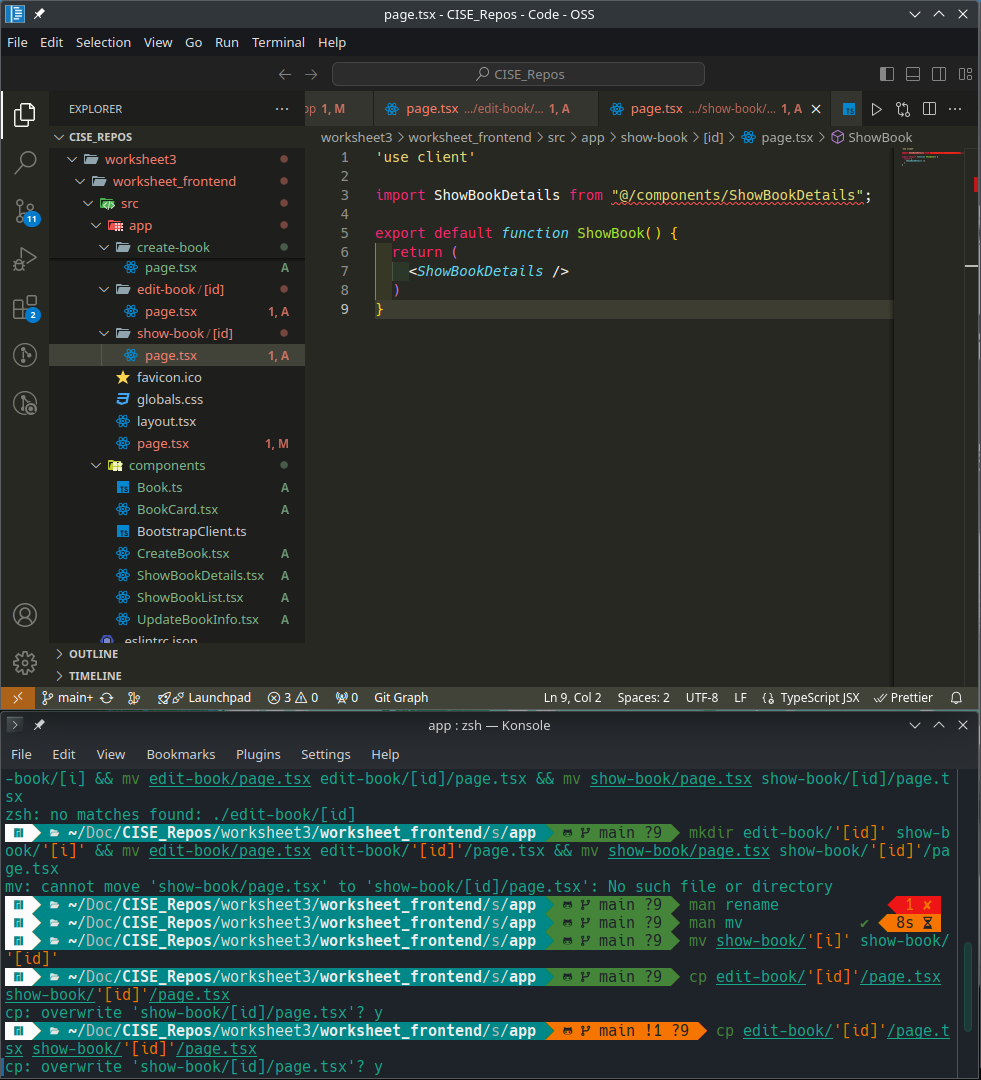 page.tsx - CISE_Repos - Code - OSS
File Edit Selection View Go Run Terminal Help
CISE_Repos
EXPLORER
pp 1, M
page.tsx .../edit-book/... 1, A
page.tsx .../show-book/... 1, A
CISE_REPOS
worksheet3
worksheet_frontend
src
app
create-book
page.tsx A
edit-book / [id]
page.tsx 1, A
show-book / [id]
page.tsx 1, A
favicon.ico
globals.css
layout.tsx
page.tsx 1, M
components
Book.ts A
BookCard.tsx A
BootstrapClient.ts
CreateBook.tsx A
ShowBookDetails.tsx A
ShowBookList.tsx A
UpdateBookInfo.tsx A
.eslintrc.json
OUTLINE
TIMELINE
11
2
worksheet3 > worksheet_frontend > src > app > show-book > [id] > page.tsx > ShowBook
1 'use client'
2
3 import ShowBookDetails from "@/components/ShowBookDetails";
4
5 export default function ShowBook() {
6 return (
7 <ShowBookDetails />
8 )
9 }
main+ Launchpad 3 0 0 Git Graph Ln 9, Col 2 Spaces: 2 UTF-8 LF TypeScript JSX Prettier
app : zsh — Konsole
File Edit View Bookmarks Plugins Settings Help
-book/[i] && mv edit-book/page.tsx edit-book/[id]/page.tsx && mv show-book/page.tsx show-book/[id]/page.t
sx
zsh: no matches found: ./edit-book/[id]
~/Doc/CISE_Repos/worksheet3/worksheet_frontend/s/app main ?9 mkdir edit-book/'[id]' show-b
ook/'[i]' && mv edit-book/page.tsx edit-book/'[id]'/page.tsx && mv show-book/page.tsx show-book/'[id]'/pa
ge.tsx
mv: cannot move 'show-book/page.tsx' to 'show-book/[id]/page.tsx': No such file or directory
~/Doc/CISE_Repos/worksheet3/worksheet_frontend/s/app main ?9 man rename 1 ✘
~/Doc/CISE_Repos/worksheet3/worksheet_frontend/s/app main ?9 man mv ✔ 8s
~/Doc/CISE_Repos/worksheet3/worksheet_frontend/s/app main ?9 mv show-book/'[i]' show-book/
'[id]'
~/Doc/CISE_Repos/worksheet3/worksheet_frontend/s/app main ?9 cp edit-book/'[id]'/page.tsx
show-book/'[id]'/page.tsx
cp: overwrite 'show-book/[id]/page.tsx'? y
~/Doc/CISE_Repos/worksheet3/worksheet_frontend/s/app main !1 ?9 cp edit-book/'[id]'/page.t
sx show-book/'[id]'/page.tsx
cp: overwrite 'show-book/[id]/page.tsx'? y